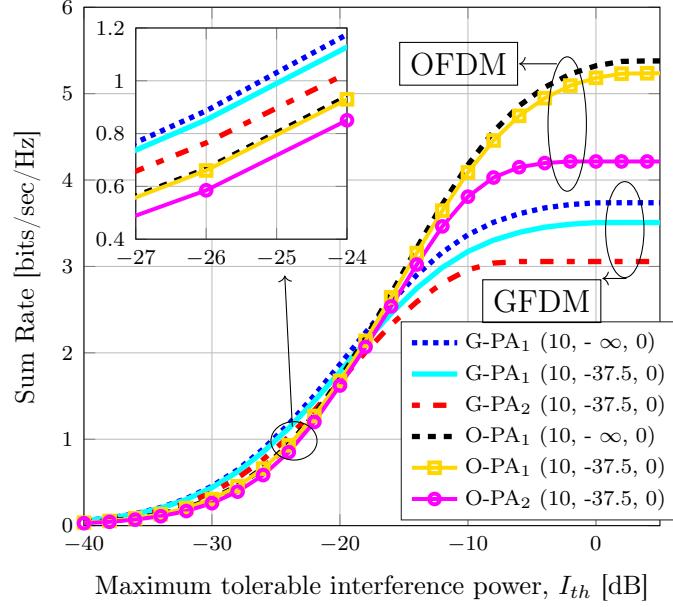 6
5
4
3
2
1
0
Sum Rate [bits/sec/Hz]
1.2
1
0.8
0.6
0.4
−27
−26
−25
−24
OFDM
GFDM
G-PA1 (10, - ∞, 0)
G-PA1 (10, -37.5, 0)
G-PA2 (10, -37.5, 0)
O-PA1 (10, - ∞, 0)
O-PA1 (10, -37.5, 0)
O-PA2 (10, -37.5, 0)
−40
−30
−20
−10
0
Maximum tolerable interference power, Ith [dB]